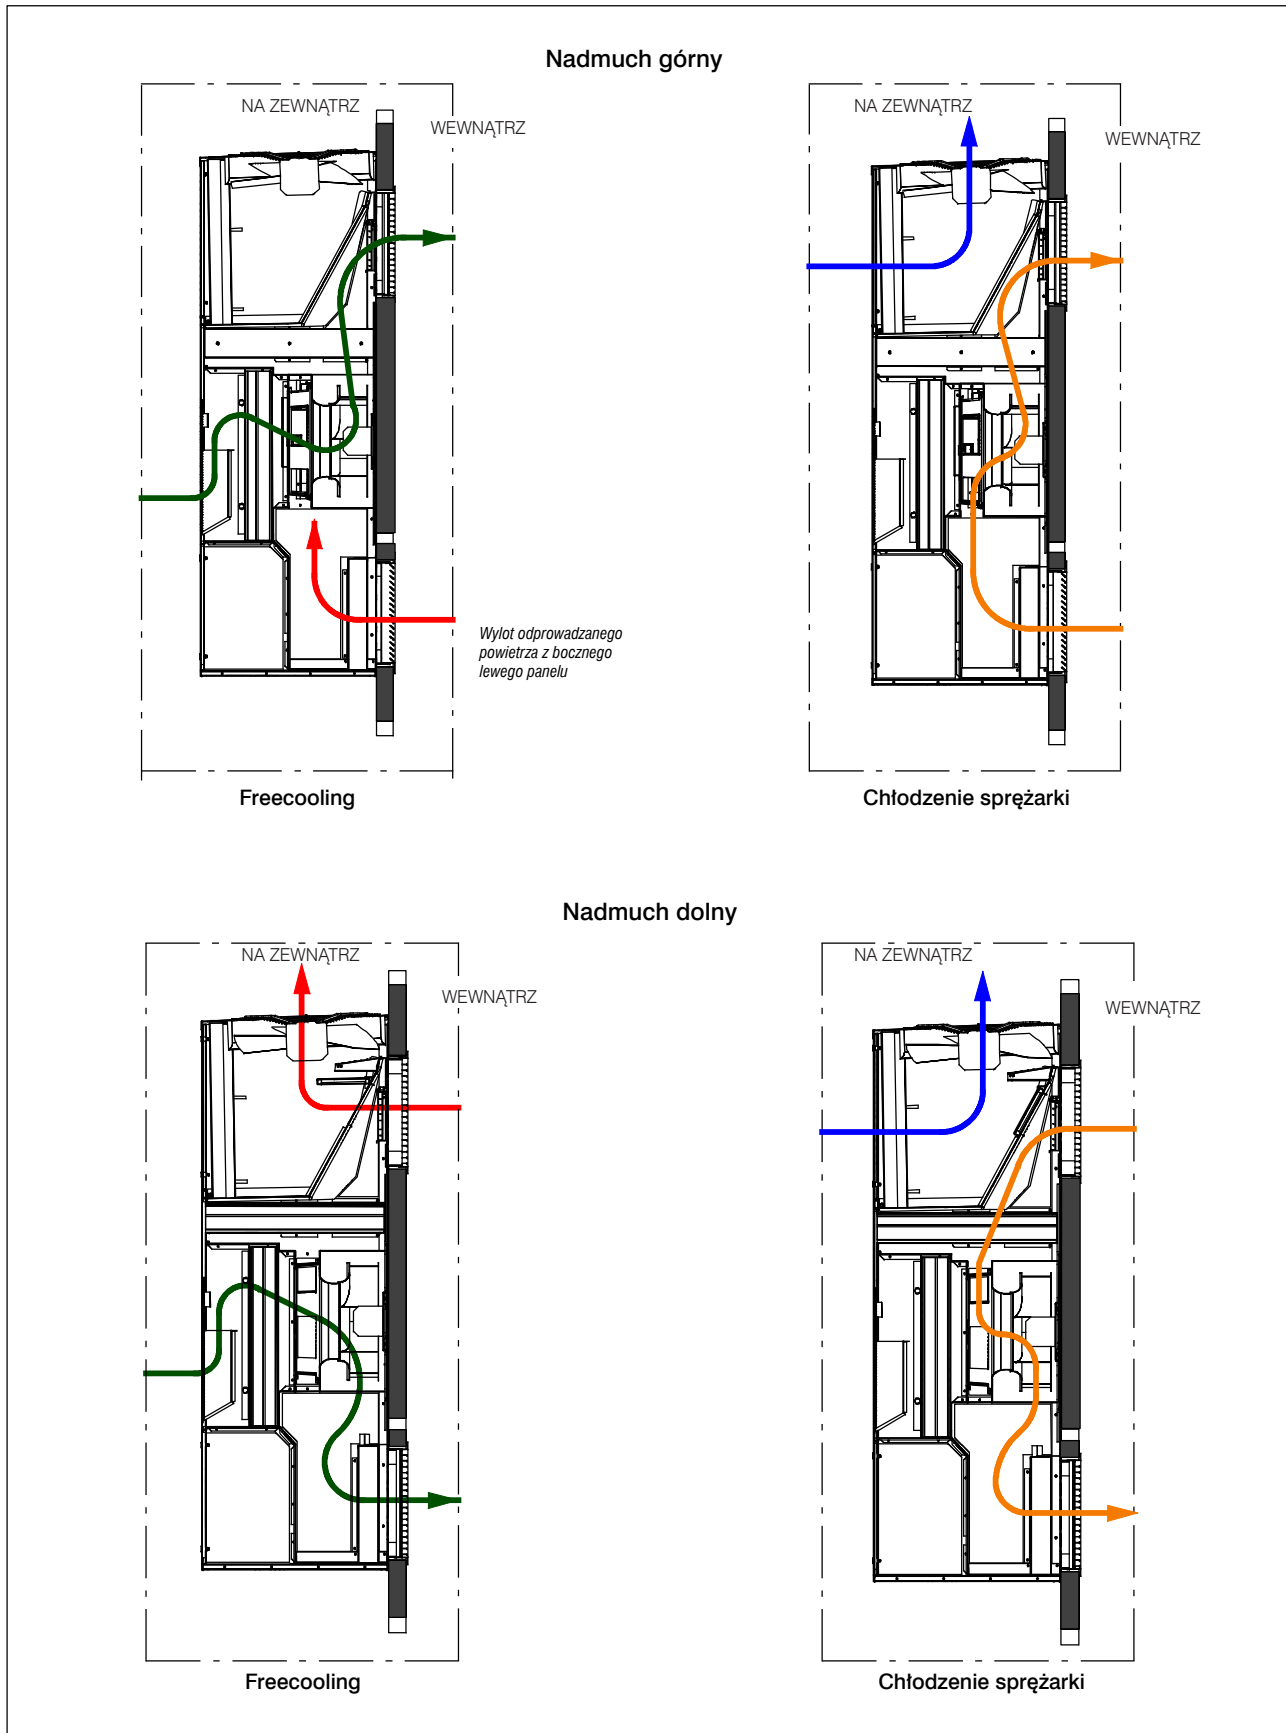 Nadmuch górny
NA ZEWNĄTRZ
WEWNĄTRZ
NA ZEWNĄTRZ
WEWNĄTRZ
Wylot odprowadzanego
powietrza z bocznego
lewego panelu
Freecooling
Chłodzenie sprężarki
Nadmuch dolny
NA ZEWNĄTRZ
WEWNĄTRZ
NA ZEWNĄTRZ
WEWNĄTRZ
Freecooling
Chłodzenie sprężarki